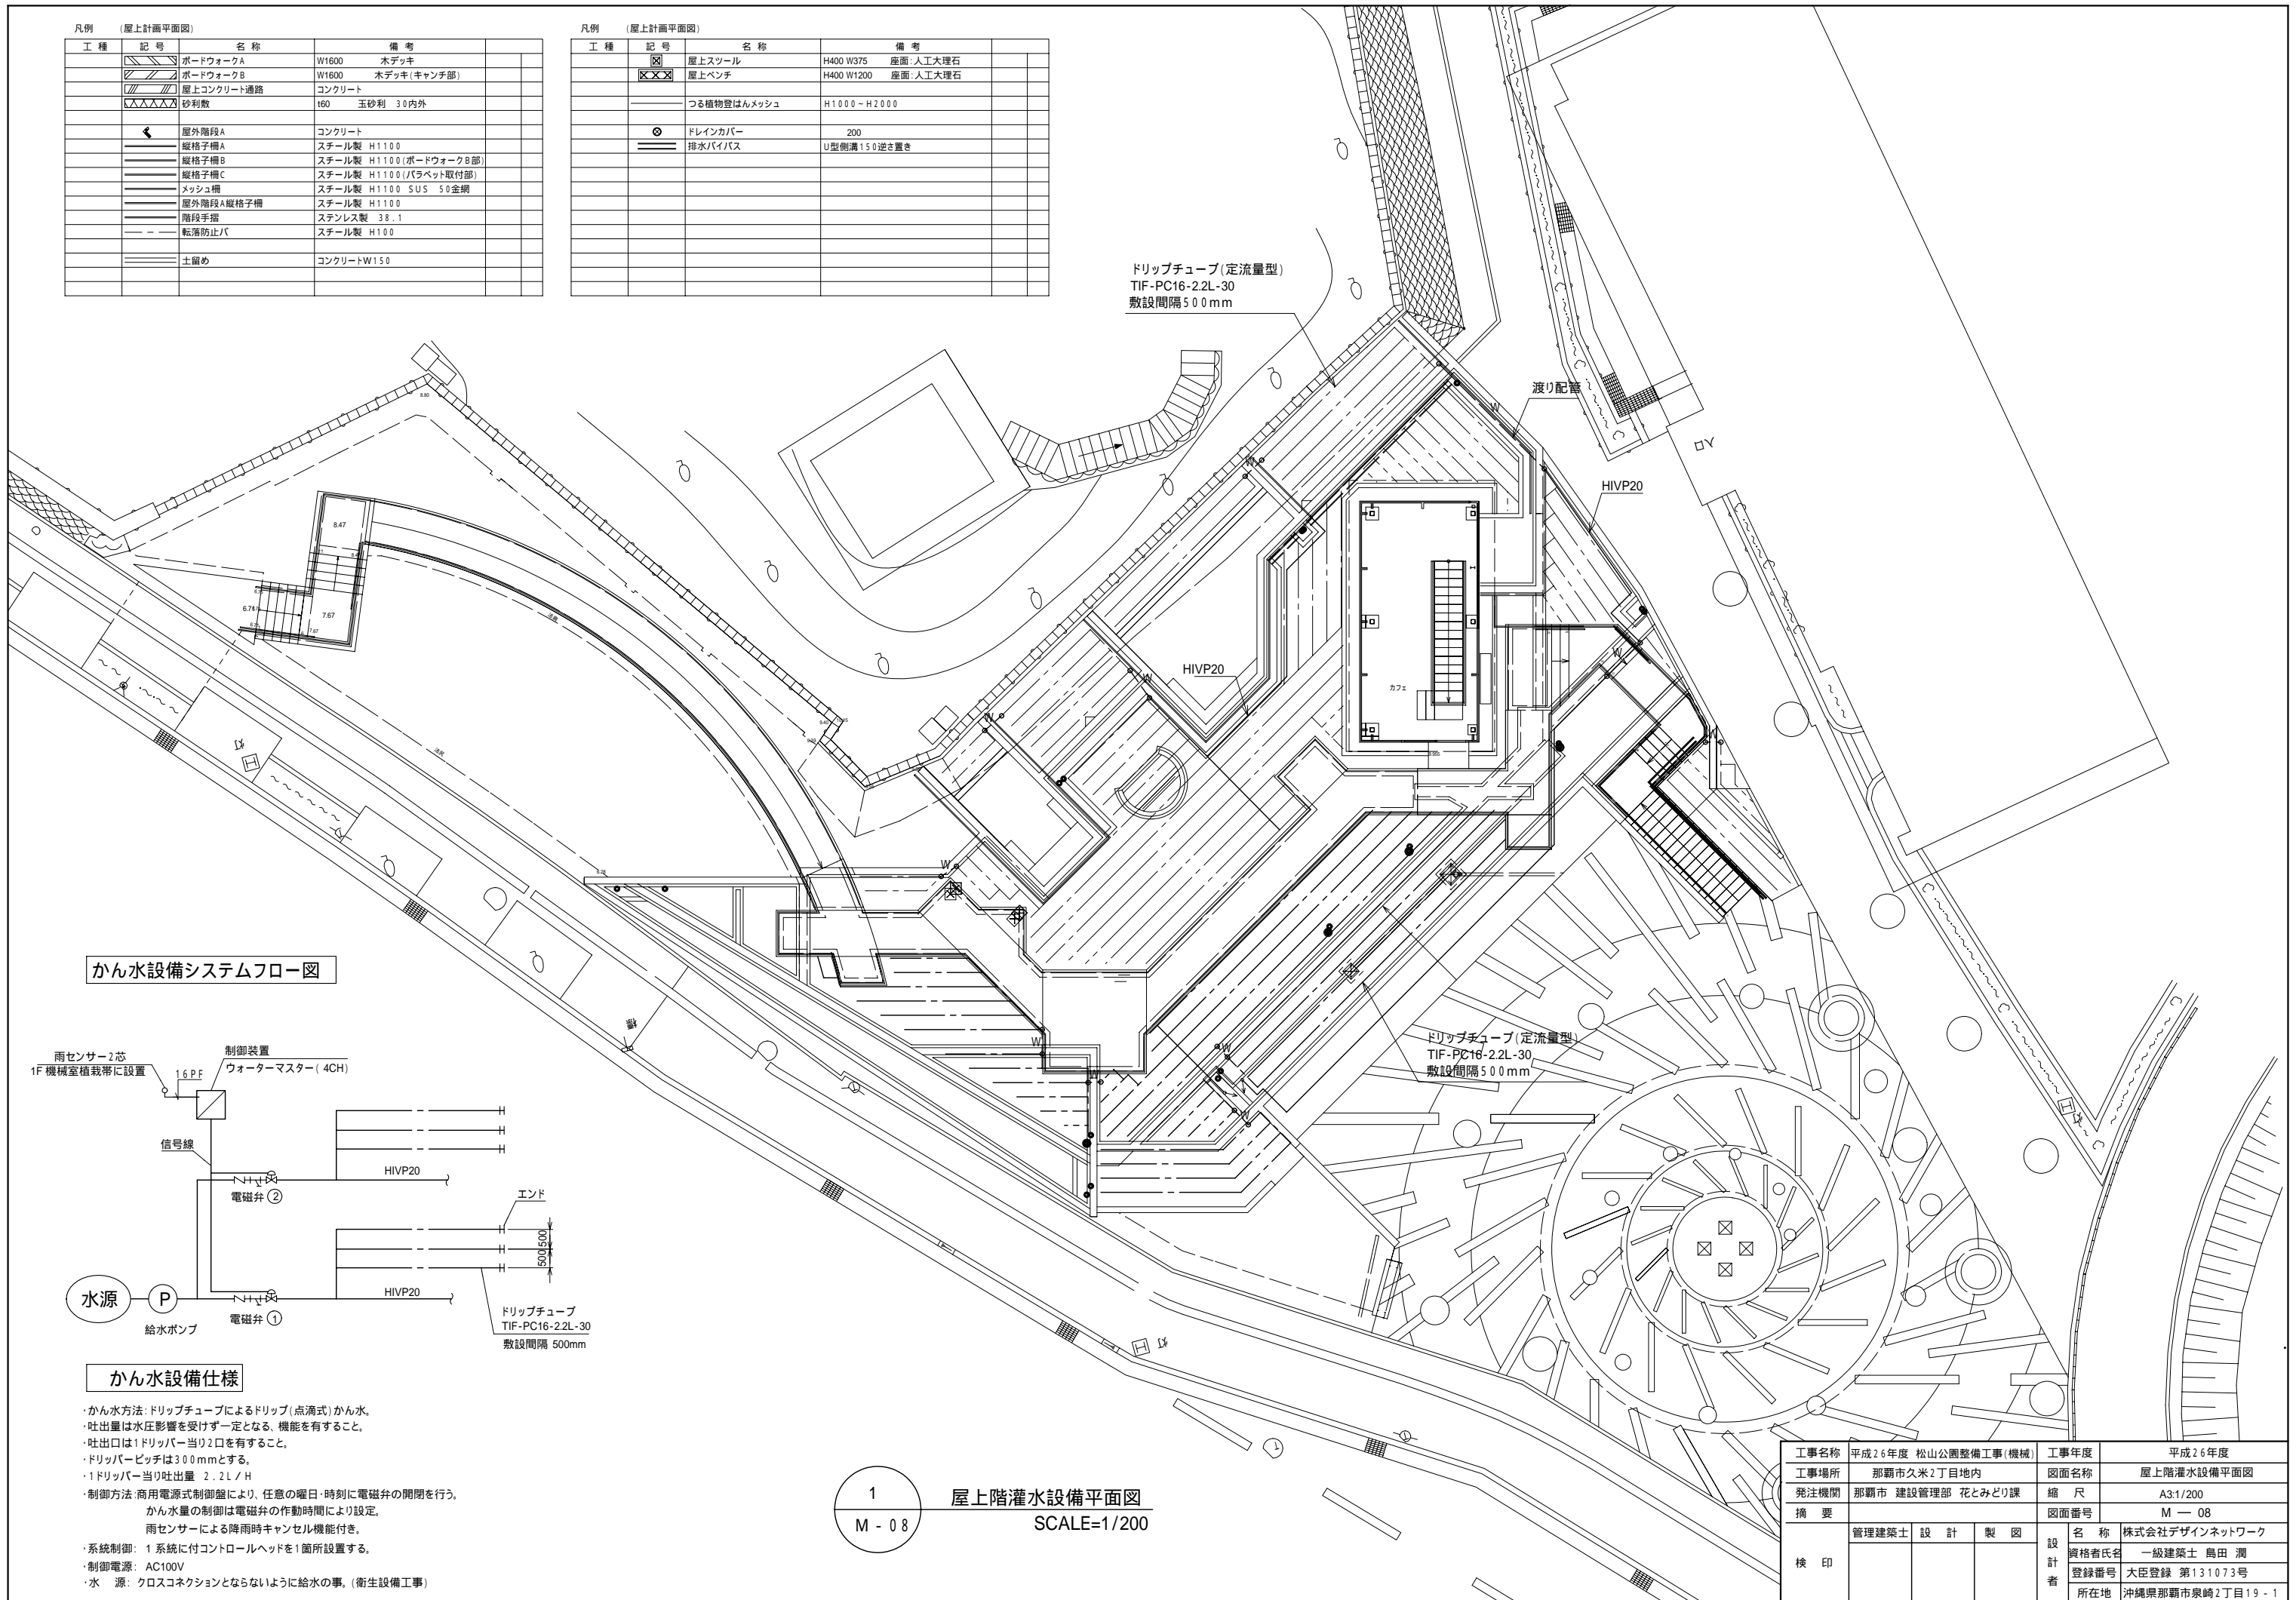 凡例 (屋上計画平面図)
工 種 記 号 名 称 備 考
ボードウォークA W1600 木デッキ
ボードウォークB W1600 木デッキ(キャンチ部)
屋上コンクリート通路 コンクリート
砂利敷 t60 玉砂利 30内外
屋外階段A コンクリート
縦格子柵A スチール製 H1100
縦格子柵B スチール製 H1100(ボードウォークB部)
縦格子柵C スチール製 H1100(パラペット取付部)
メッシュ柵 スチール製 H1100 SUS 50金網
屋外階段A縦格子柵 スチール製 H1100
階段手摺 ステンレス製 38.1
転落防止バ スチール製 H100
土留め コンクリートW150
凡例 (屋上計画平面図)
工 種 記 号 名 称 備 考
屋上スツール H400 W375 座面:人工大理石
屋上ベンチ H400 W1200 座面:人工大理石
つる植物登はんメッシュ H1000~H2000
ドレインカバー 200
排水バイパス U型側溝150逆さ置き
ドリップチューブ(定流量型)
TIF-PC16-2.2L-30
敷設間隔500mm
渡り配管
HIVP20
HIVP20
カフェ
8.47
7.67
6.71
8.80
W
W
W
W
W
W
W
W
W
W
W
ドリップチューブ(定流量型)
TIF-PC16-2.2L-30
敷設間隔500mm
かん水設備システムフロー図
雨センサー2芯
1F機械室植栽帯に設置
16PF
制御装置
ウォーターマスター( 4CH)
信号線
HIVP20
電磁弁②
エンド
500
500
水源
P
給水ポンプ
HIVP20
電磁弁①
ドリップチューブ
TIF-PC16-2.2L-30
敷設間隔 500mm
かん水設備仕様
・かん水方法:ドリップチューブによるドリップ(点滴式)かん水。
・吐出量は水圧影響を受けず一定となる、機能を有すること。
・吐出口は1ドリッパー当り2口を有すること。
・ドリッパーピッチは300mmとする。
・1ドリッパー当り吐出量 2.2L/H
・制御方法:商用電源式制御盤により、任意の曜日・時刻に電磁弁の開閉を行う。
かん水量の制御は電磁弁の作動時間により設定。
雨センサーによる降雨時キャンセル機能付き。
・系統制御: 1系統に付コントロールヘッドを1箇所設置する。
・制御電源: AC100V
・水 源: クロスコネクションとならないように給水の事。(衛生設備工事)
1
M - 08
屋上階灌水設備平面図
SCALE=1/200
工事名称 平成26年度 松山公園整備工事(機械) 工事年度 平成26年度
工事場所 那覇市久米2丁目地内 図面名称 屋上階灌水設備平面図
発注機関 那覇市 建設管理部 花とみどり課 縮 尺 A3:1/200
摘 要 図面番号 M — 08
検 印 管理建築士 設 計 製 図
設計者 名 称 株式会社デザインネットワーク
資格者氏名 一級建築士 島田 潤
登録番号 大臣登録 第131073号
所在地 沖縄県那覇市泉崎2丁目19-1